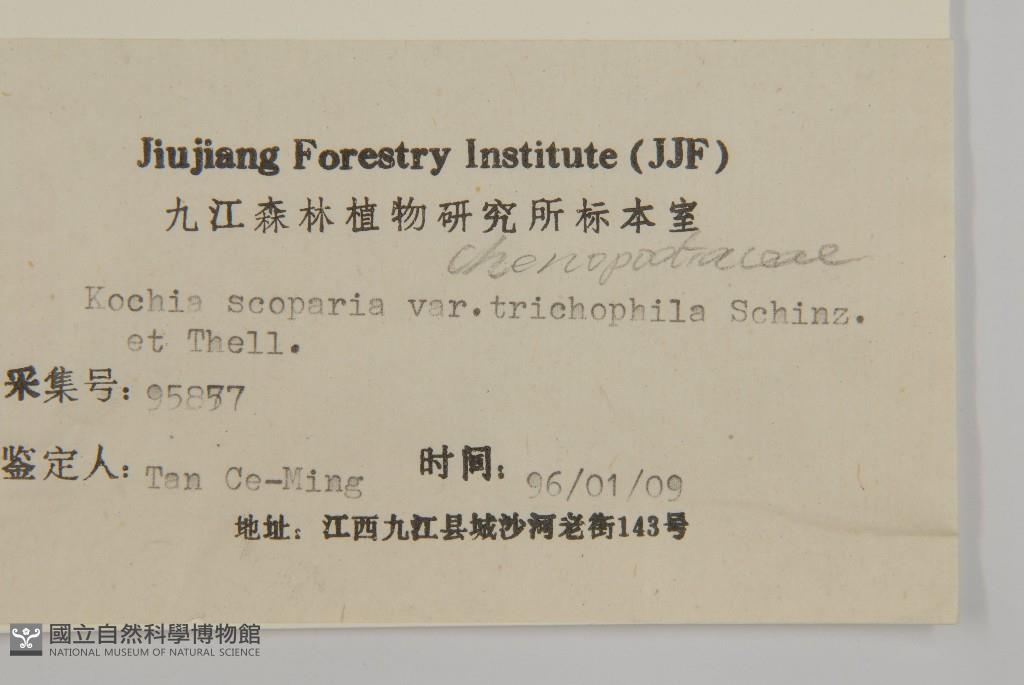 Jiujiang Forestry Institute (JJF)
九江森林植物研究所标本室
Chenopodiaceae
Kochia scoparia var.trichophila Schinz.
et Thell.
采集号：95877
鉴定人：Tan Ce-Ming 时间：96/01/09
地址：江西九江县城沙河老街143号
國立自然科學博物館
NATIONAL MUSEUM OF NATURAL SCIENCE